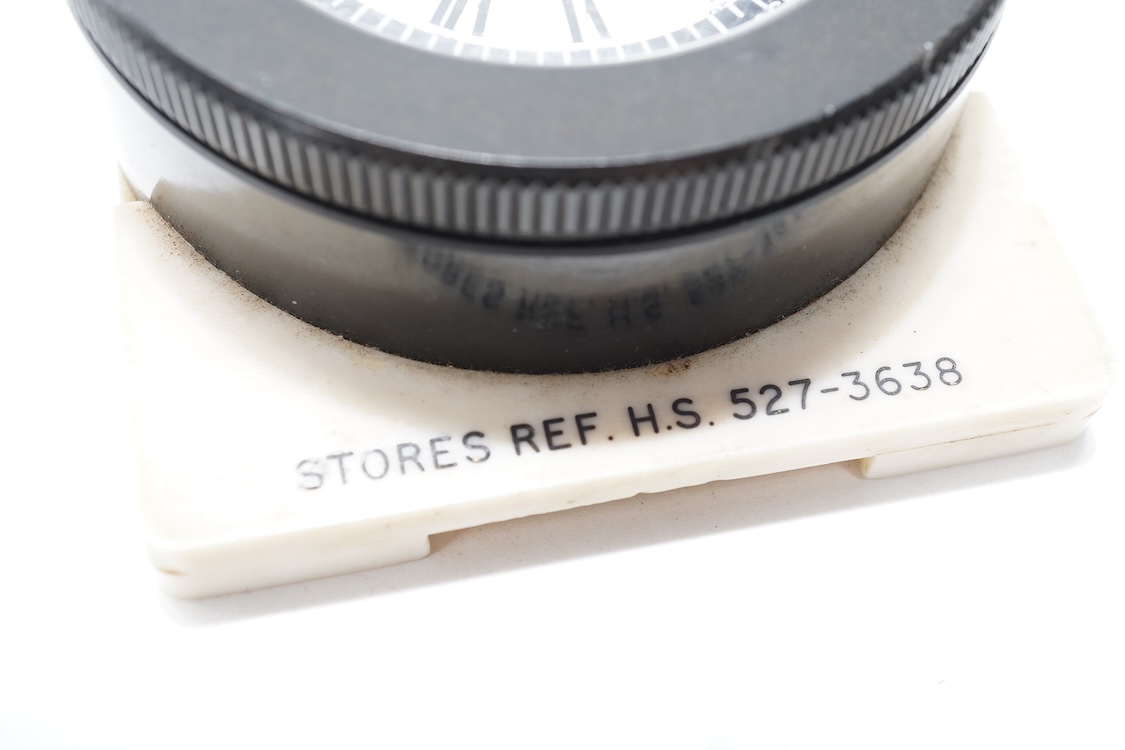 STORES REF. H.S. 527-3638